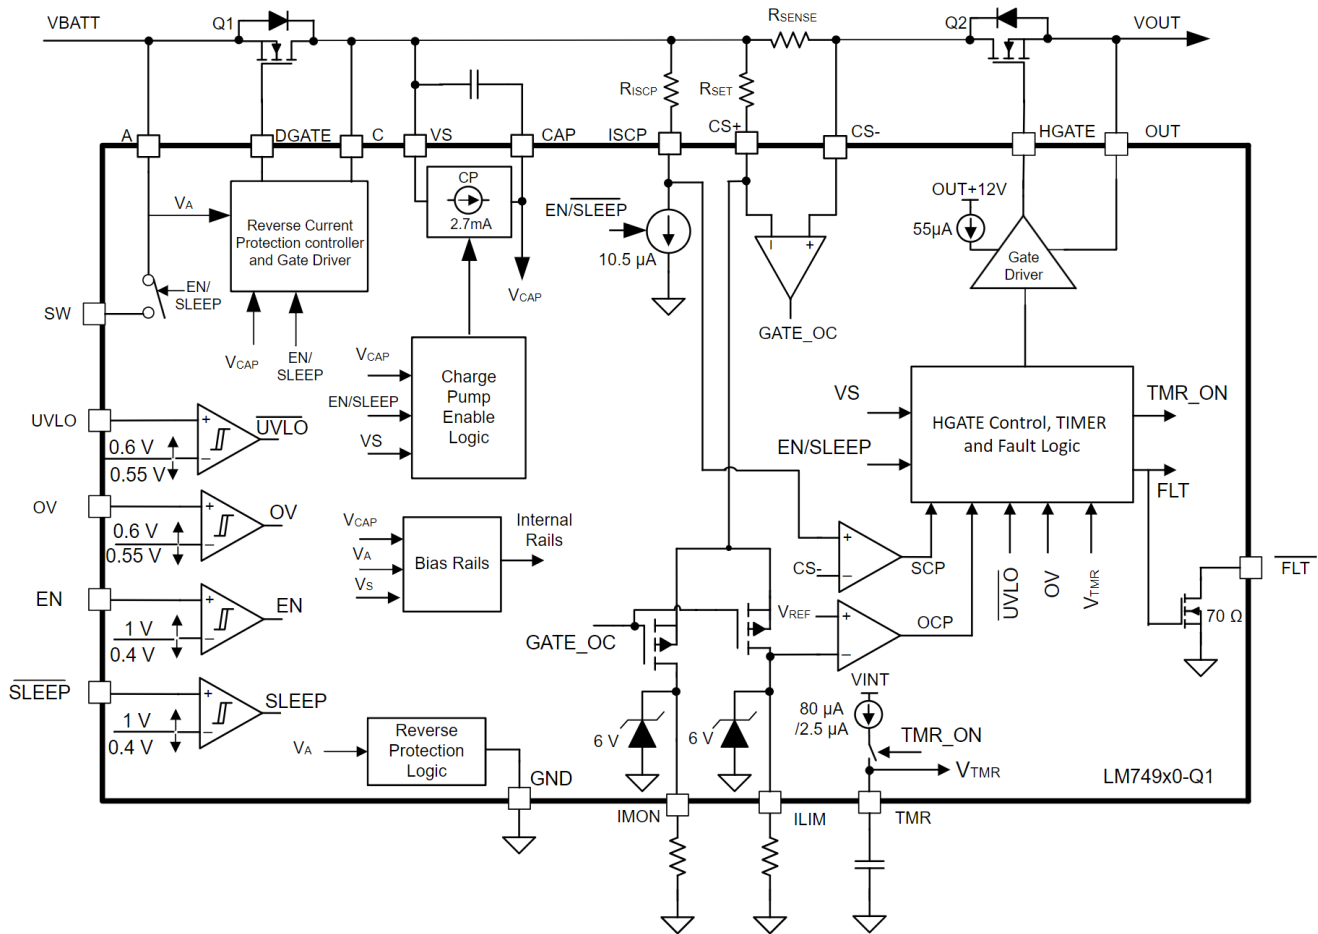 VBATT
Q1
RSENSE
Q2
VOUT
RISCP
RSET
A
DGATE
C
VS
CAP
ISCP
CS+
CS-
HGATE
OUT
CP
2.7mA
VA
Reverse Current
Protection controller
and Gate Driver
EN/SLEEP
10.5 µA
OUT+12V
55µA
Gate
Driver
EN/
SLEEP
SW
VCAP
EN/
SLEEP
VCAP
I
+
GATE_OC
VCAP
EN/SLEEP
VS
Charge
Pump
Enable
Logic
VS
EN/SLEEP
HGATE Control, TIMER
and Fault Logic
TMR_ON
FLT
UVLO
+
−
0.6 V
0.55 V
UVLO
OV
+
−
0.6 V
0.55 V
OV
VCAP
VA
VS
Bias Rails
Internal
Rails
+
−
CS-
SCP
UVLO
OV
VTMR
FLT
70 Ω
EN
+
−
1 V
0.4 V
EN
GATE_OC
VREF
+
−
OCP
SLEEP
+
−
1 V
0.4 V
SLEEP
6 V
6 V
VINT
80 µA
/2.5 µA
TMR_ON
VTMR
VA
Reverse
Protection
Logic
GND
LM749x0-Q1
IMON
ILIM
TMR